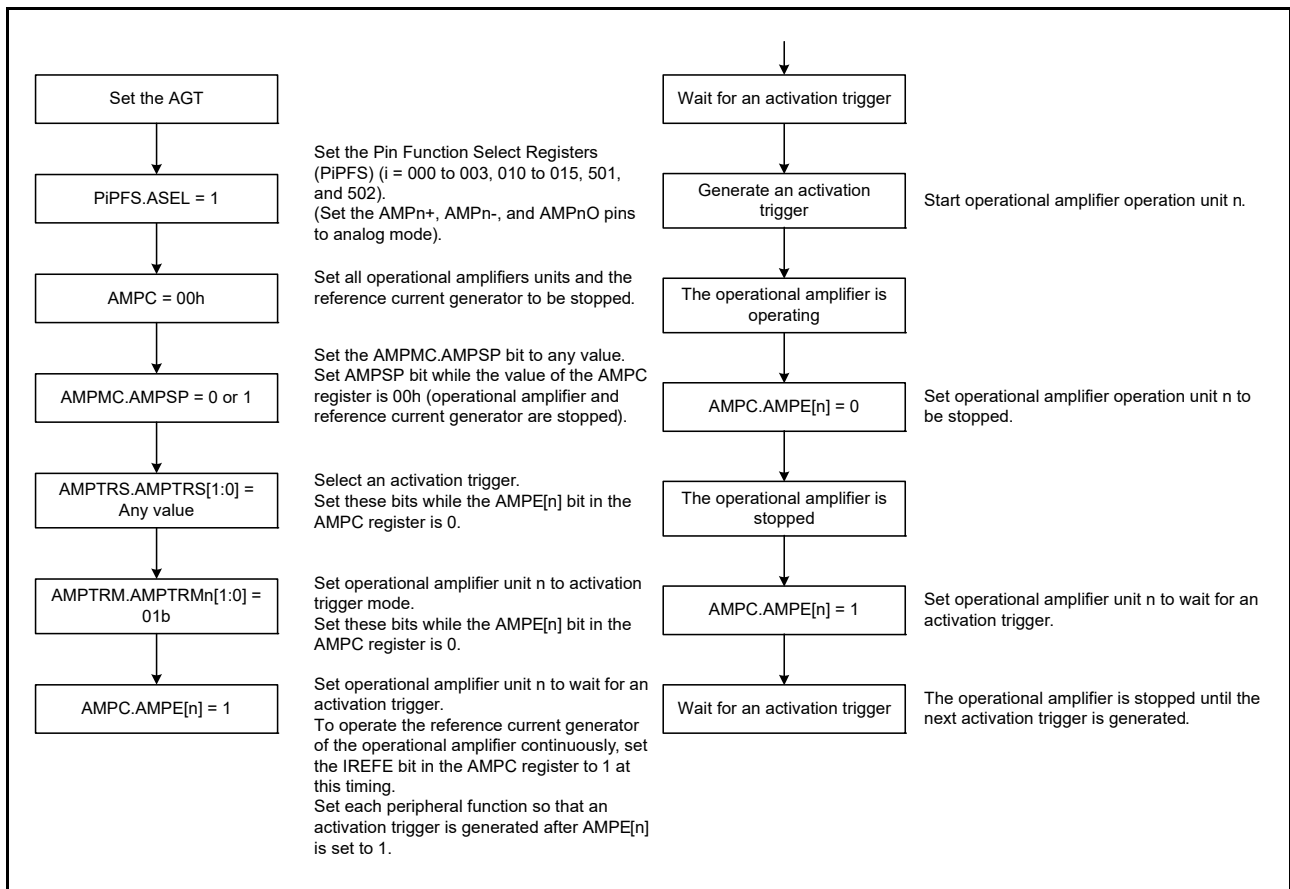 Set the AGT
PiPFS.ASEL = 1
Set the Pin Function Select Registers
(PiPFS) (i = 000 to 003, 010 to 015, 501,
and 502).
(Set the AMPn+, AMPn-, and AMPnO pins
to analog mode).
AMPC = 00h
Set all operational amplifiers units and the
reference current generator to be stopped.
AMPMC.AMPSP = 0 or 1
Set the AMPMC.AMPSP bit to any value.
Set AMPSP bit while the value of the AMPC
register is 00h (operational amplifier and
reference current generator are stopped).
AMPTRS.AMPTRS[1:0] =
Any value
Select an activation trigger.
Set these bits while the AMPE[n] bit in the
AMPC register is 0.
AMPTRM.AMPTRMn[1:0] =
01b
Set operational amplifier unit n to activation
trigger mode.
Set these bits while the AMPE[n] bit in the
AMPC register is 0.
AMPC.AMPE[n] = 1
Set operational amplifier unit n to wait for an
activation trigger.
To operate the reference current generator
of the operational amplifier continuously, set
the IREFE bit in the AMPC register to 1 at
this timing.
Set each peripheral function so that an
activation trigger is generated after AMPE[n]
is set to 1.
Wait for an activation trigger
Generate an activation
trigger
Start operational amplifier operation unit n.
The operational amplifier is
operating
AMPC.AMPE[n] = 0
Set operational amplifier operation unit n to
be stopped.
The operational amplifier is
stopped
AMPC.AMPE[n] = 1
Set operational amplifier unit n to wait for an
activation trigger.
Wait for an activation trigger
The operational amplifier is stopped until the
next activation trigger is generated.